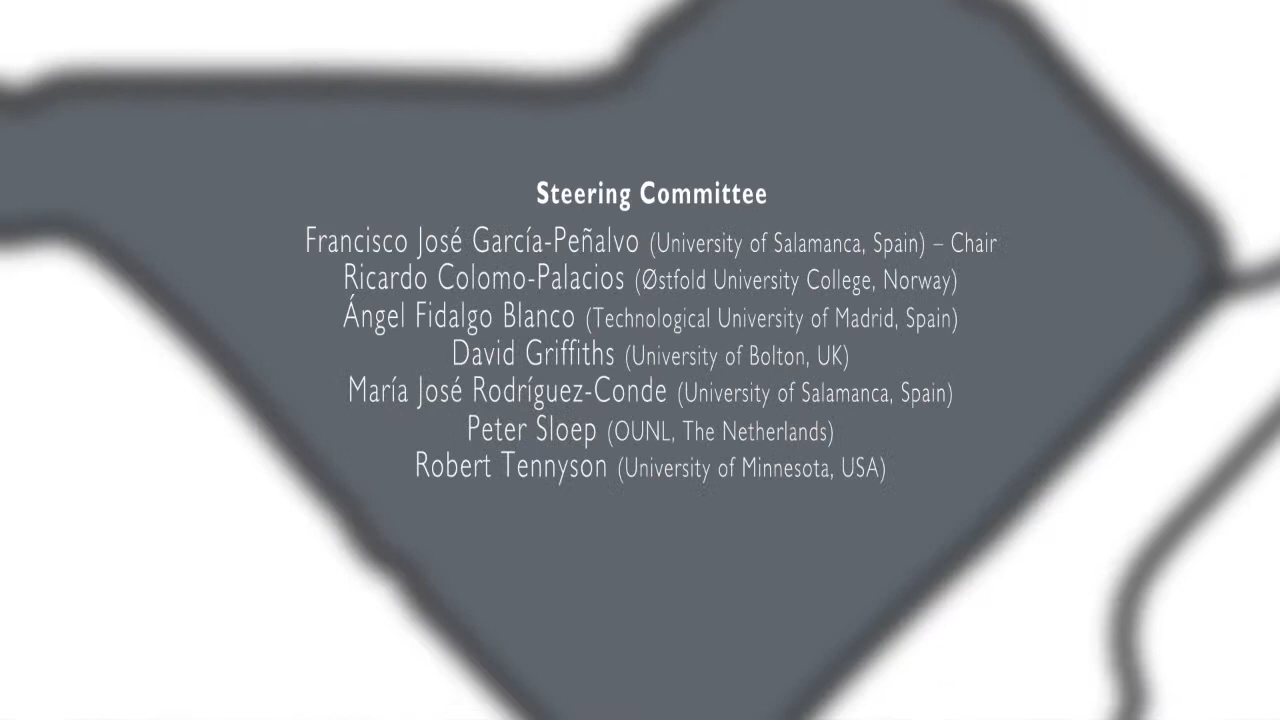 Steering Committee
Francisco José García-Peñalvo (University of Salamanca, Spain) – Chair
Ricardo Colomo-Palacios (Østfold University College, Norway)
Ángel Fidalgo Blanco (Technological University of Madrid, Spain)
David Griffiths (University of Bolton, UK)
María José Rodríguez-Conde (University of Salamanca, Spain)
Peter Sloep (OUNL, The Netherlands)
Robert Tennyson (University of Minnesota, USA)